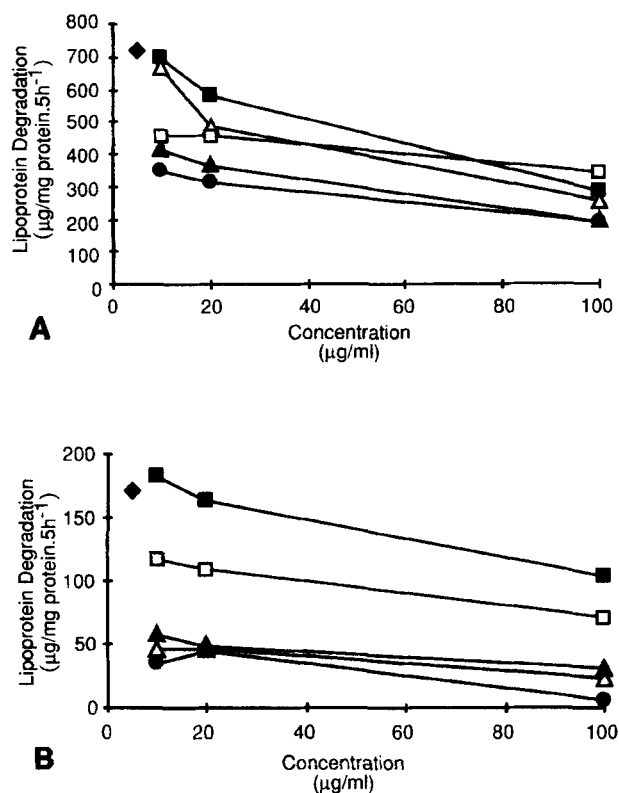 800
700
600
500
400
300
200
100
0
Lipoprotein Degradation
(µg/mg protein.5h⁻¹)
0 20 40 60 80 100
Concentration
(µg/ml)
A
200
150
100
50
0
Lipoprotein Degradation
(µg/mg protein.5h⁻¹)
0 20 40 60 80 100
Concentration
(µg/ml)
B